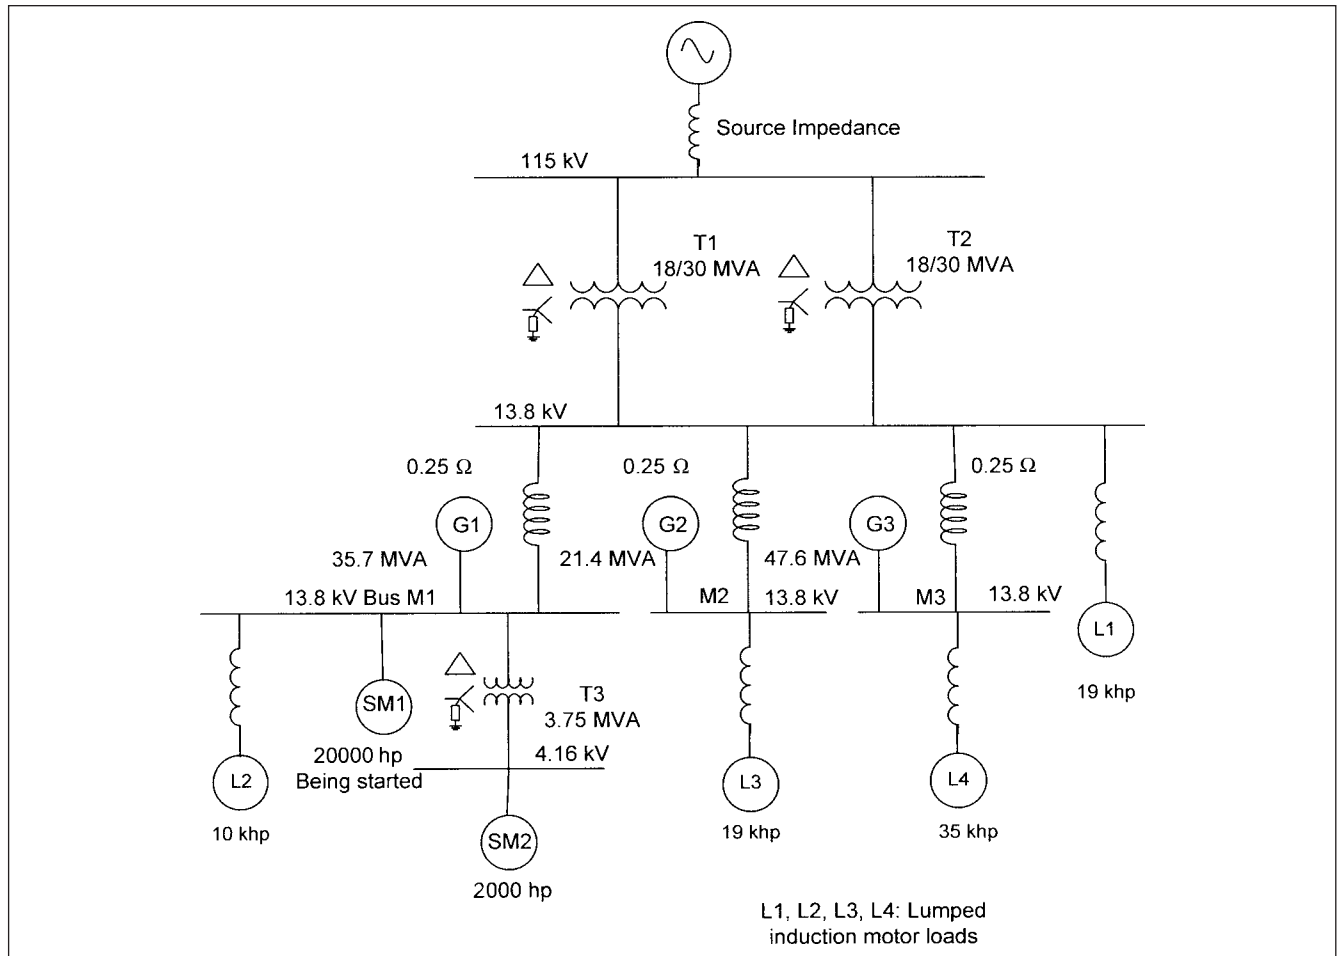 Source Impedance
115 kV
T1
18/30 MVA
T2
18/30 MVA
13.8 kV
0.25 Ω
0.25 Ω
0.25 Ω
G1
G2
G3
35.7 MVA
21.4 MVA
47.6 MVA
13.8 kV Bus M1
M2
13.8 kV
M3
13.8 kV
L1
19 khp
T3
3.75 MVA
SM1
20000 hp
Being started
4.16 kV
L2
10 khp
SM2
2000 hp
L3
19 khp
L4
35 khp
L1, L2, L3, L4: Lumped
induction motor loads